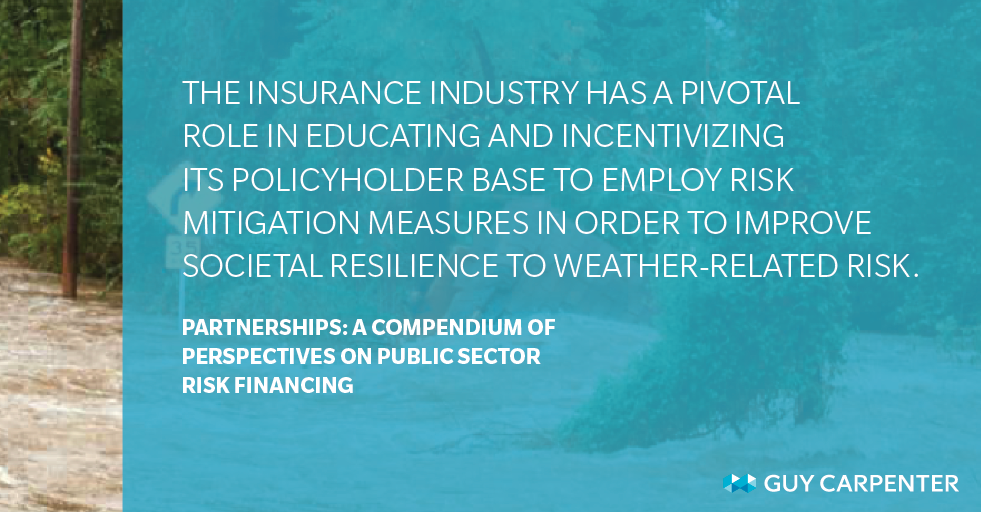 THE INSURANCE INDUSTRY HAS A PIVOTAL
ROLE IN EDUCATING AND INCENTIVIZING
ITS POLICYHOLDER BASE TO EMPLOY RISK
MITIGATION MEASURES IN ORDER TO IMPROVE
SOCIETAL RESILIENCE TO WEATHER-RELATED RISK.
PARTNERSHIPS: A COMPENDIUM OF
PERSPECTIVES ON PUBLIC SECTOR
RISK FINANCING
35
GUY CARPENTER